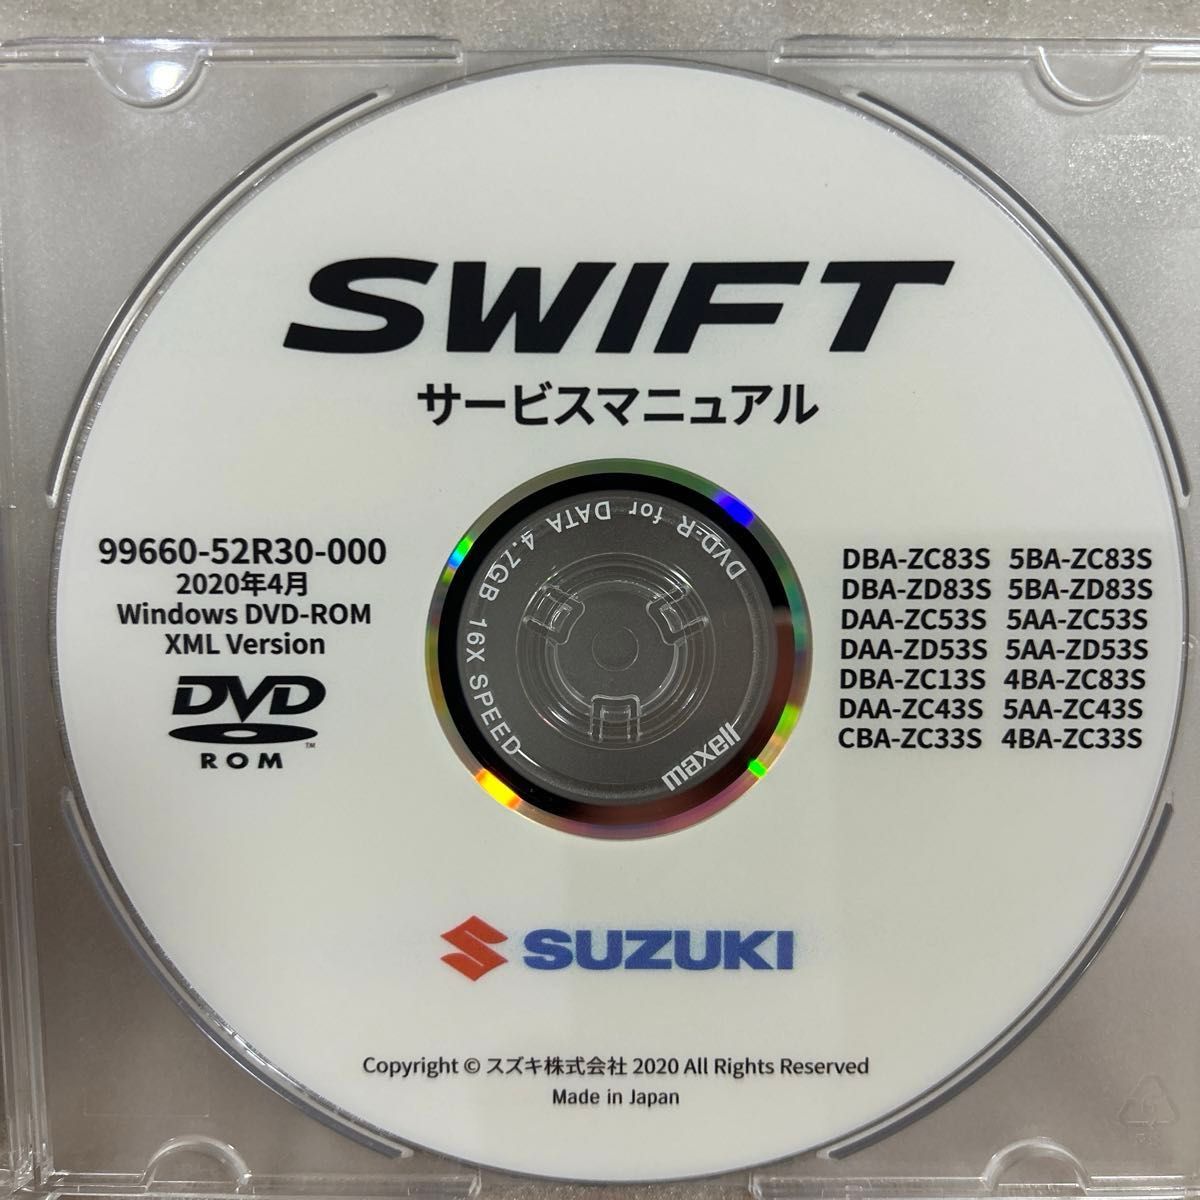 SWIFT
サービスマニュアル
99660-52R30-000
2020年4月
Windows DVD-ROM
XML Version
DVD
ROM
TM
DBA-ZC83S 5BA-ZC83S
DBA-ZD83S 5BA-ZD83S
DAA-ZC53S 5AA-ZC53S
DAA-ZD53S 5AA-ZD53S
DBA-ZC13S 4BA-ZC83S
DAA-ZC43S 5AA-ZC43S
CBA-ZC33S 4BA-ZC33S
DVD-R for DATA 4.7GB 16X SPEED
maxell
SUZUKI
Copyright © スズキ株式会社 2020 All Rights Reserved
Made in Japan